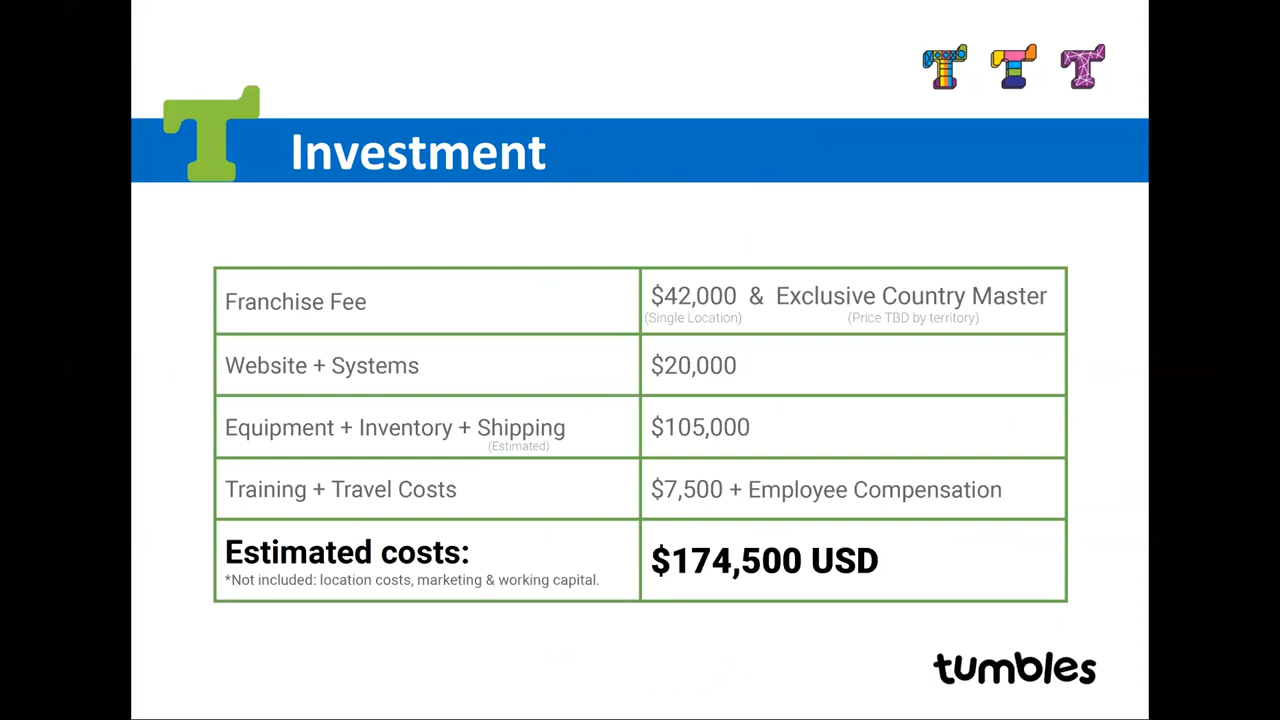 Investment
Franchise Fee
$42,000 & Exclusive Country Master
(Single Location) (Price TBD by territory)
Website + Systems
$20,000
Equipment + Inventory + Shipping
(Estimated)
$105,000
Training + Travel Costs
$7,500 + Employee Compensation
Estimated costs:
*Not included: location costs, marketing & working capital.
$174,500 USD
tumbles